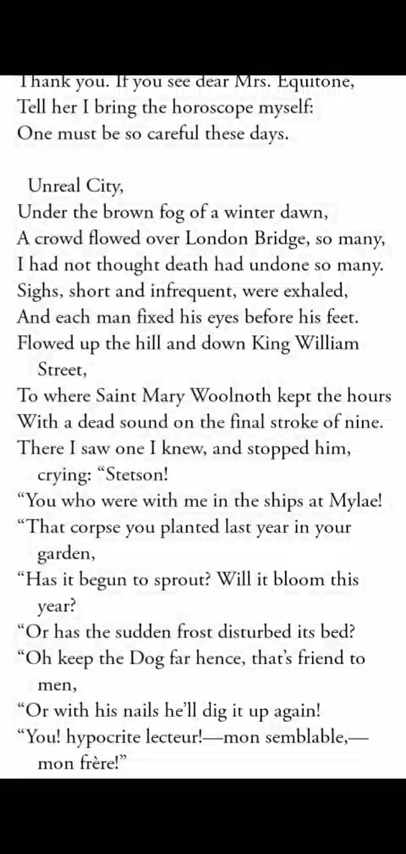 Thank you. If you see dear Mrs. Equitone,
Tell her I bring the horoscope myself:
One must be so careful these days.
Unreal City,
Under the brown fog of a winter dawn,
A crowd flowed over London Bridge, so many,
I had not thought death had undone so many.
Sighs, short and infrequent, were exhaled,
And each man fixed his eyes before his feet.
Flowed up the hill and down King William
Street,
To where Saint Mary Woolnoth kept the hours
With a dead sound on the final stroke of nine.
There I saw one I knew, and stopped him,
crying: “Stetson!
“You who were with me in the ships at Mylae!
“That corpse you planted last year in your
garden,
“Has it begun to sprout? Will it bloom this
year?
“Or has the sudden frost disturbed its bed?
“Oh keep the Dog far hence, that’s friend to
men,
“Or with his nails he’ll dig it up again!
“You! hypocrite lecteur!—mon semblable,—
mon frère!”